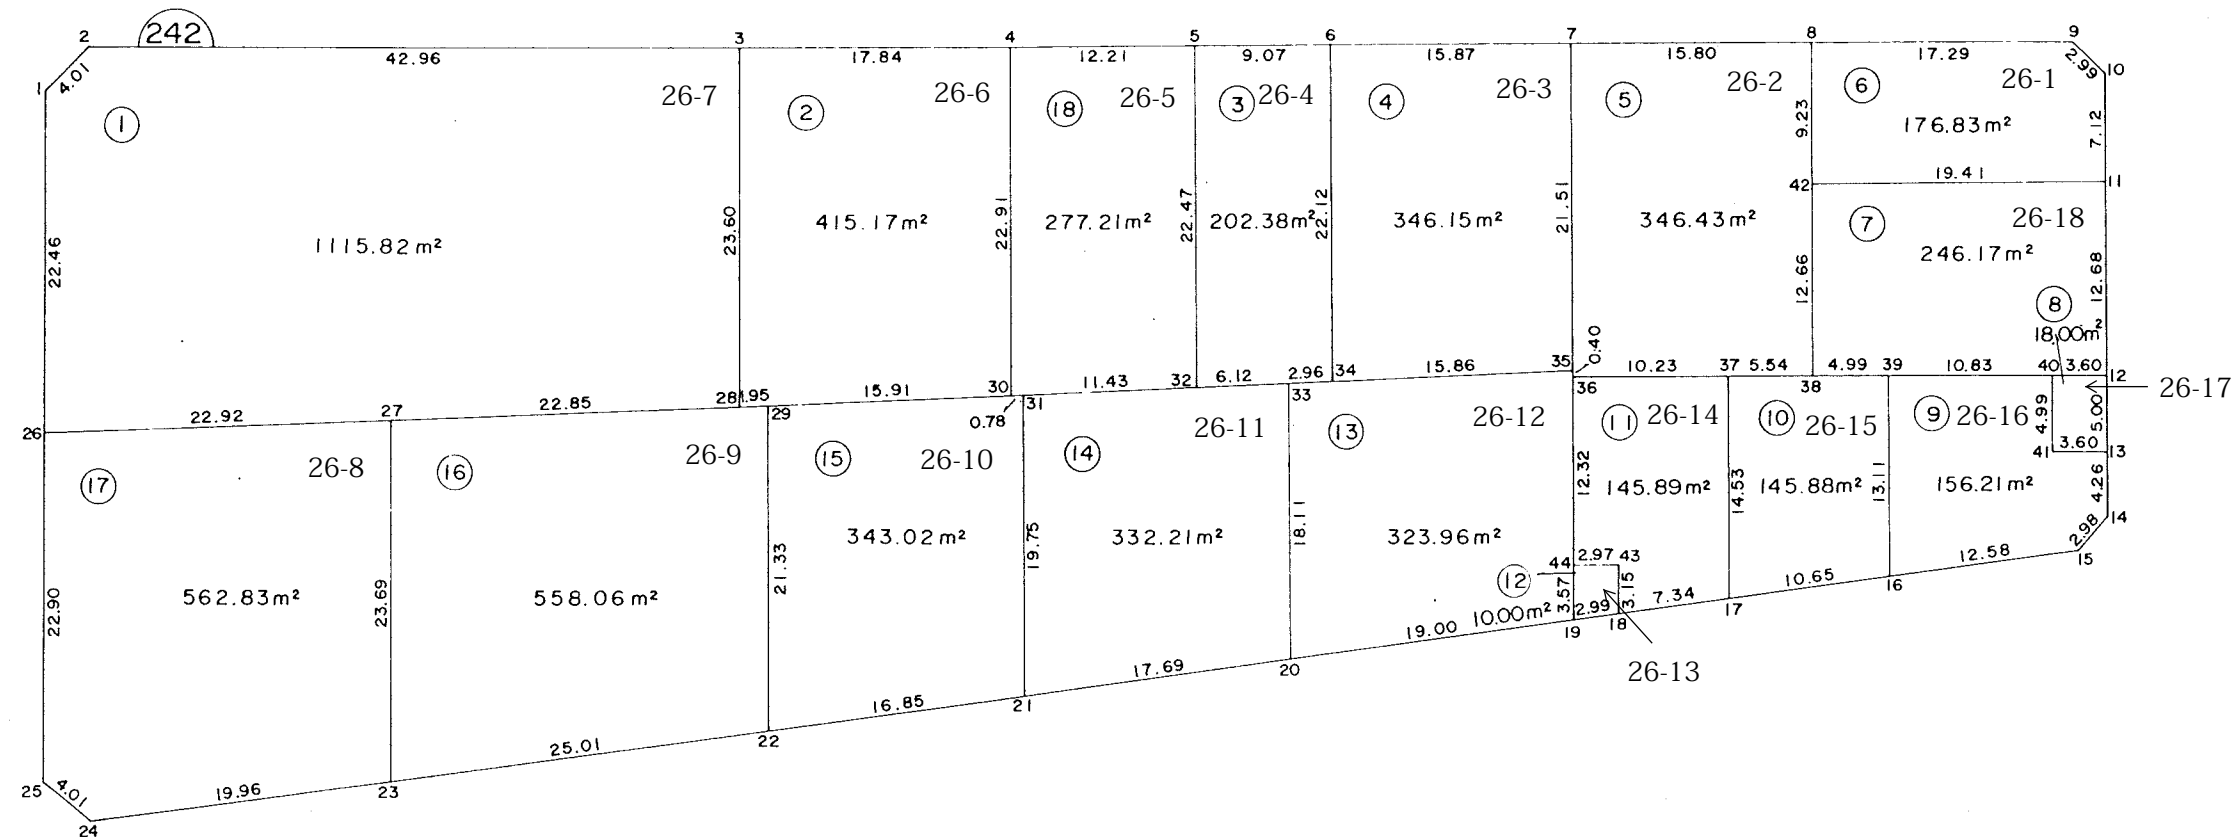 242
2 3 4 5 6 7 8 9
4.01 42.96 17.84 12.21 9.07 15.87 15.80 17.29 2.99
1 10
26-7 26-6 26-5 26-4 26-3 26-2 26-1
1 2 18 3 4 5 6
9.23 176.83m² 7.12
42 19.41 11
22.46 1115.82m² 23.60 415.17m² 22.91 277.21m² 22.47 202.38m² 22.12 346.15m² 21.51 346.43m²
7 26-18
246.17m²
12.66 12.68
8
18.00m²
0.40
35 10.23 37 5.54 4.99 39 10.83 40 3.60
26 22.92 27 22.85 28 1.95 15.91 30 11.43 32 6.12 2.96 34 15.86
29 0.78 31 33 36 38 12
26-17
17 26-8 16 26-9 15 26-10 14 26-11 13 26-12 11 26-14 10 26-15 9 26-16
4.99 5.00
41 3.60 13
12.32 145.89m² 14.53 145.88m² 13.11 156.21m² 4.26
14
2.98
15
343.02m² 19.75 332.21m² 18.11 323.96m²
21.33
44 2.97 43
12 3.57 3.15
10.00m² 2.99 7.34 10.65 12.58
19 18 17 16
22.90 562.83m² 23.69 558.06m²
26-13
25 4.01 19.96 25.01 16.85 17.69 19.00
24 23 22 21 20